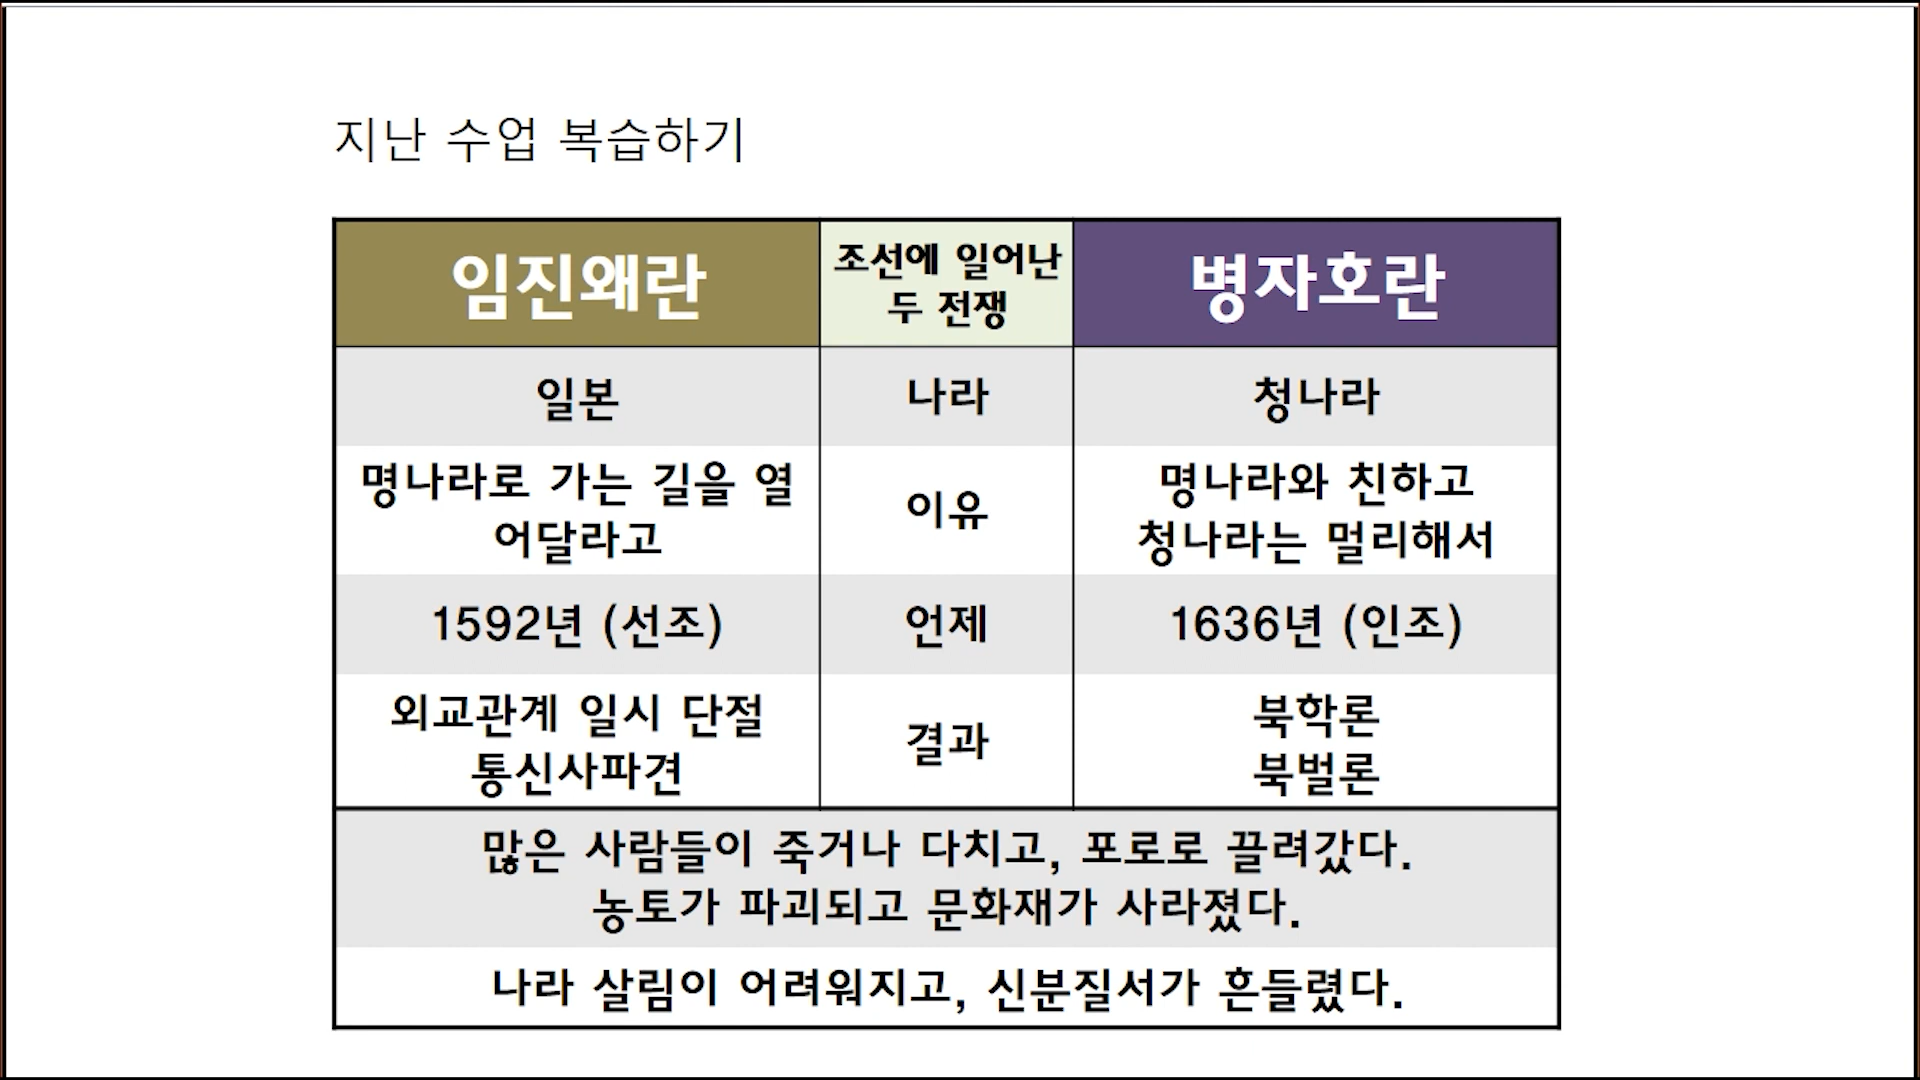 지난 수업 복습하기
임진왜란
조선에 일어난
두 전쟁
병자호란
일본
나라
청나라
명나라로 가는 길을 열
어달라고
이유
명나라와 친하고
청나라는 멀리해서
1592년 (선조)
언제
1636년 (인조)
외교관계 일시 단절
통신사파견
결과
북학론
북벌론
많은 사람들이 죽거나 다치고, 포로로 끌려갔다.
농토가 파괴되고 문화재가 사라졌다.
나라 살림이 어려워지고, 신분질서가 흔들렸다.